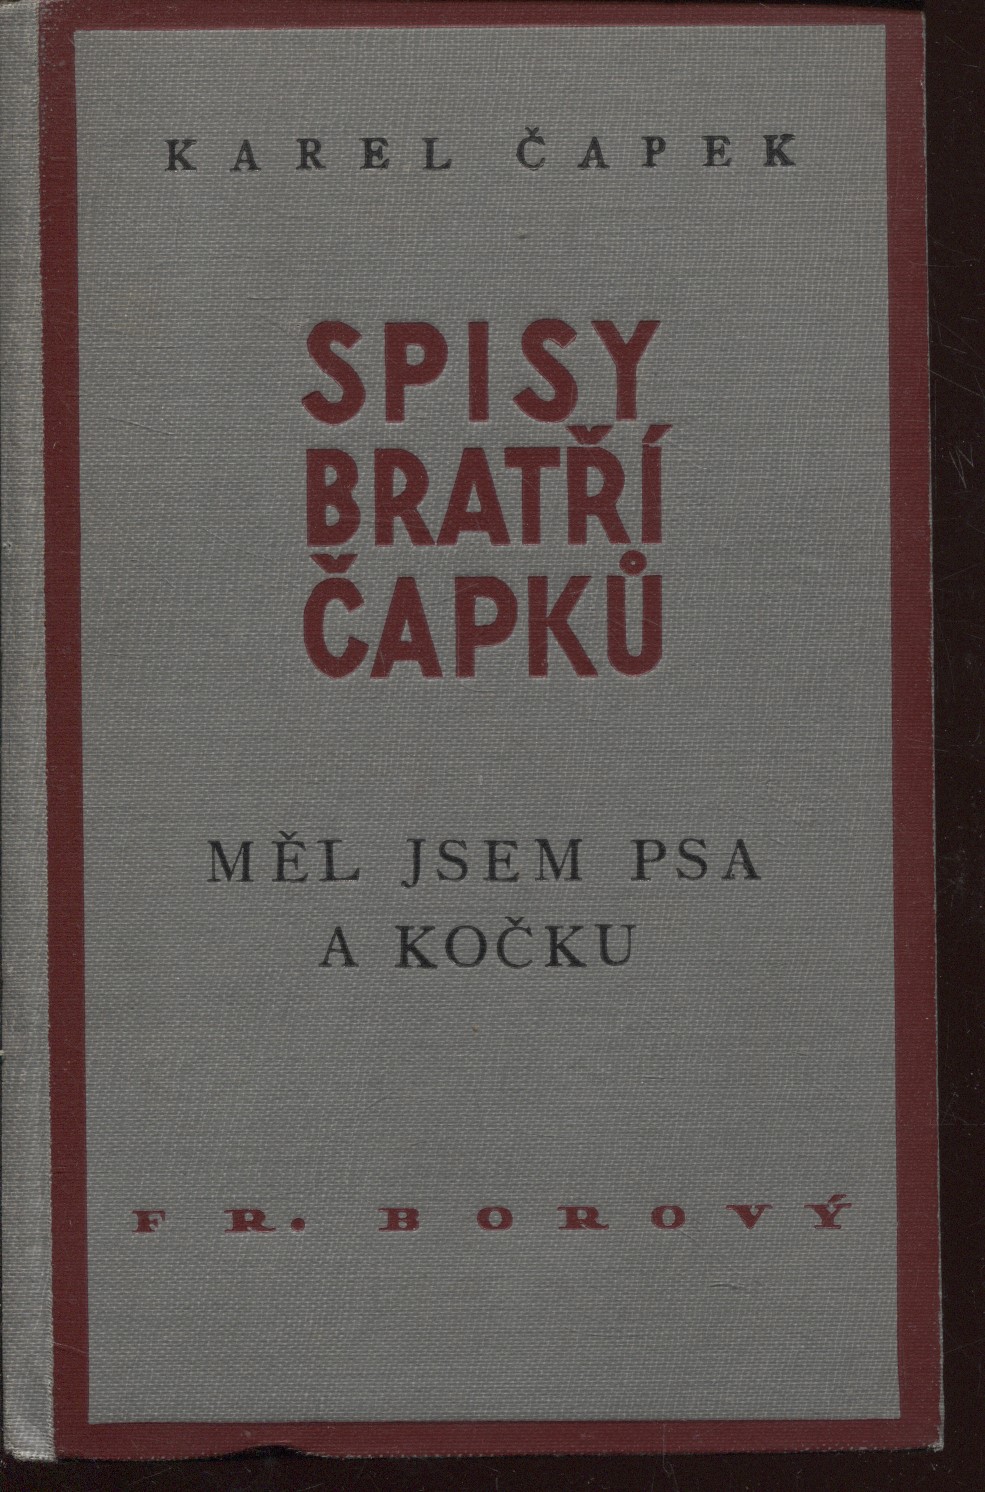 KAREL ČAPEK
SPISY
BRATŘÍ
ČAPKŮ
MĚL JSEM PSA
A KOČKU
FR. BOROVÝ